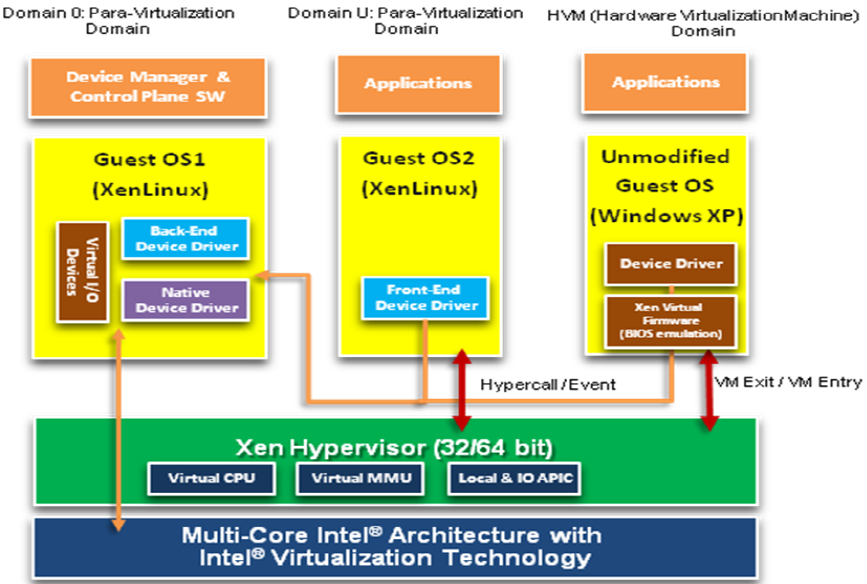 Domain 0: Para-Virtualization
Domain
Domain U: Para-Virtualization
Domain
HVM (Hardware VirtualizationMachine)
Domain
Device Manager &
Control Plane SW
Applications
Applications
Guest OS1
(XenLinux)
Virtual I/O
Devices
Back-End
Device Driver
Native
Device Driver
Guest OS2
(XenLinux)
Front-End
Device Driver
Unmodified
Guest OS
(Windows XP)
Device Driver
Xen Virtual
Firmware
(BIOS emulation)
Hypercall/Event
VM Exit / VM Entry
Xen Hypervisor (32/64 bit)
Virtual CPU
Virtual MMU
Local & IO APIC
Multi-Core Intel® Architecture with
Intel® Virtualization Technology